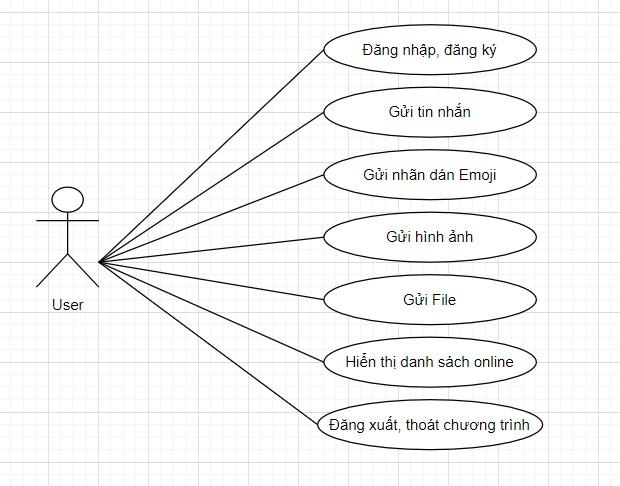 Đăng nhập, đăng ký
Gửi tin nhắn
Gửi nhãn dán Emoji
Gửi hình ảnh
Gửi File
User
Hiển thị danh sách online
Đăng xuất, thoát chương trình